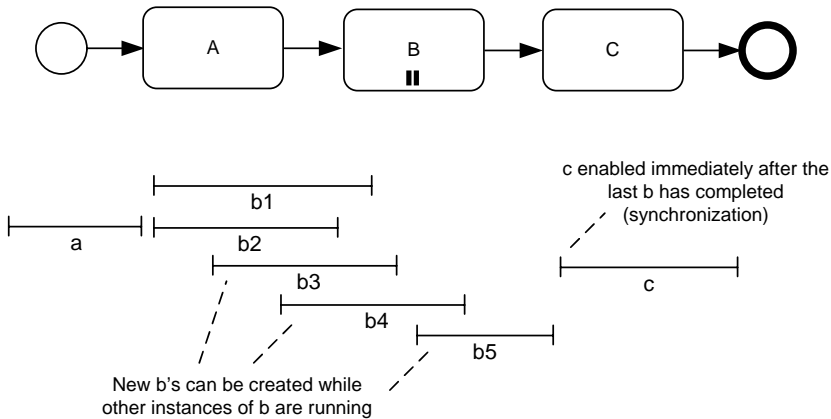 A
B
C
c enabled immediately after the
last b has completed
(synchronization)
b1
a
b2
b3
c
b4
b5
New b's can be created while
other instances of b are running